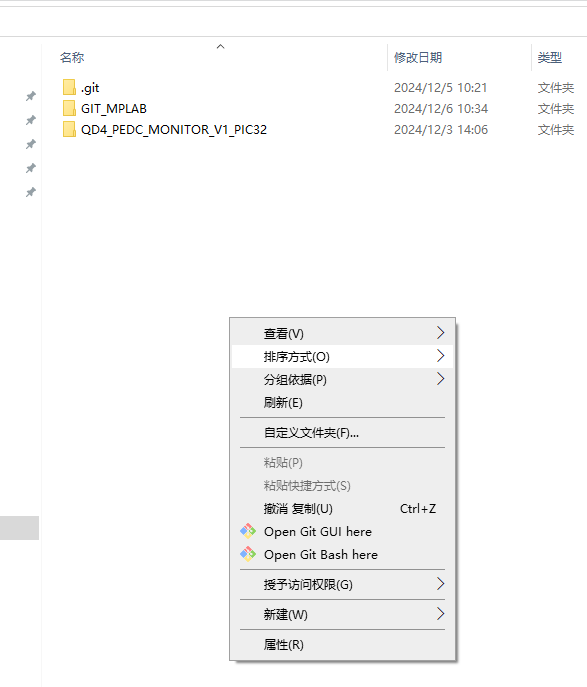 名称 修改日期 类型
.git 2024/12/5 10:21 文件夹
GIT_MPLAB 2024/12/6 10:34 文件夹
QD4_PEDC_MONITOR_V1_PIC32 2024/12/3 14:06 文件夹
查看(V)
排序方式(O)
分组依据(P)
刷新(E)
自定义文件夹(F)...
粘贴(P)
粘贴快捷方式(S)
撤消 复制(U) Ctrl+Z
Open Git GUI here
Open Git Bash here
授予访问权限(G)
新建(W)
属性(R)